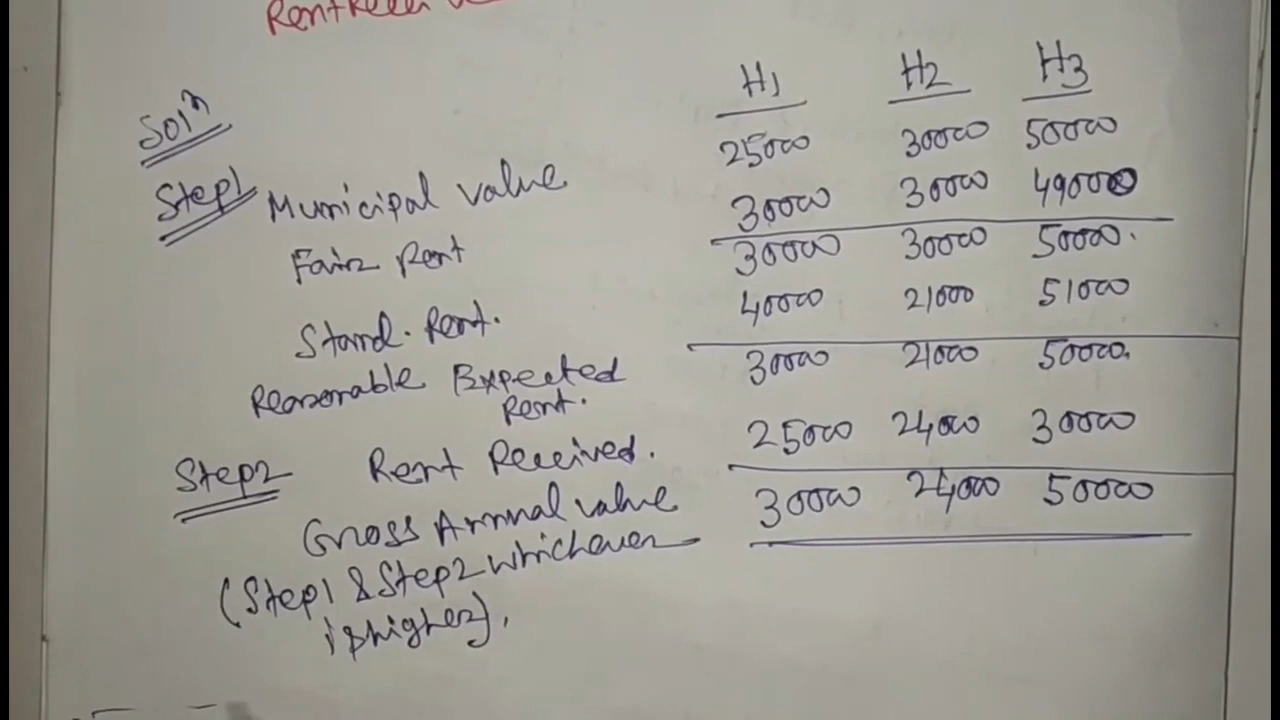 Soln
H1 H2 H3
Step1 Municipal value 25000 30000 50000
Fair Rent 30000 30000 49000
30000 30000 50000.
Stand. Rent. 40000 21000 51000
Reasonable Expected 30000 21000 50000.
Rent.
Step2 Rent Received. 25000 24000 30000
Gross Annual value 30000 24000 50000
(Step1 & Step2 whichever
is higher).